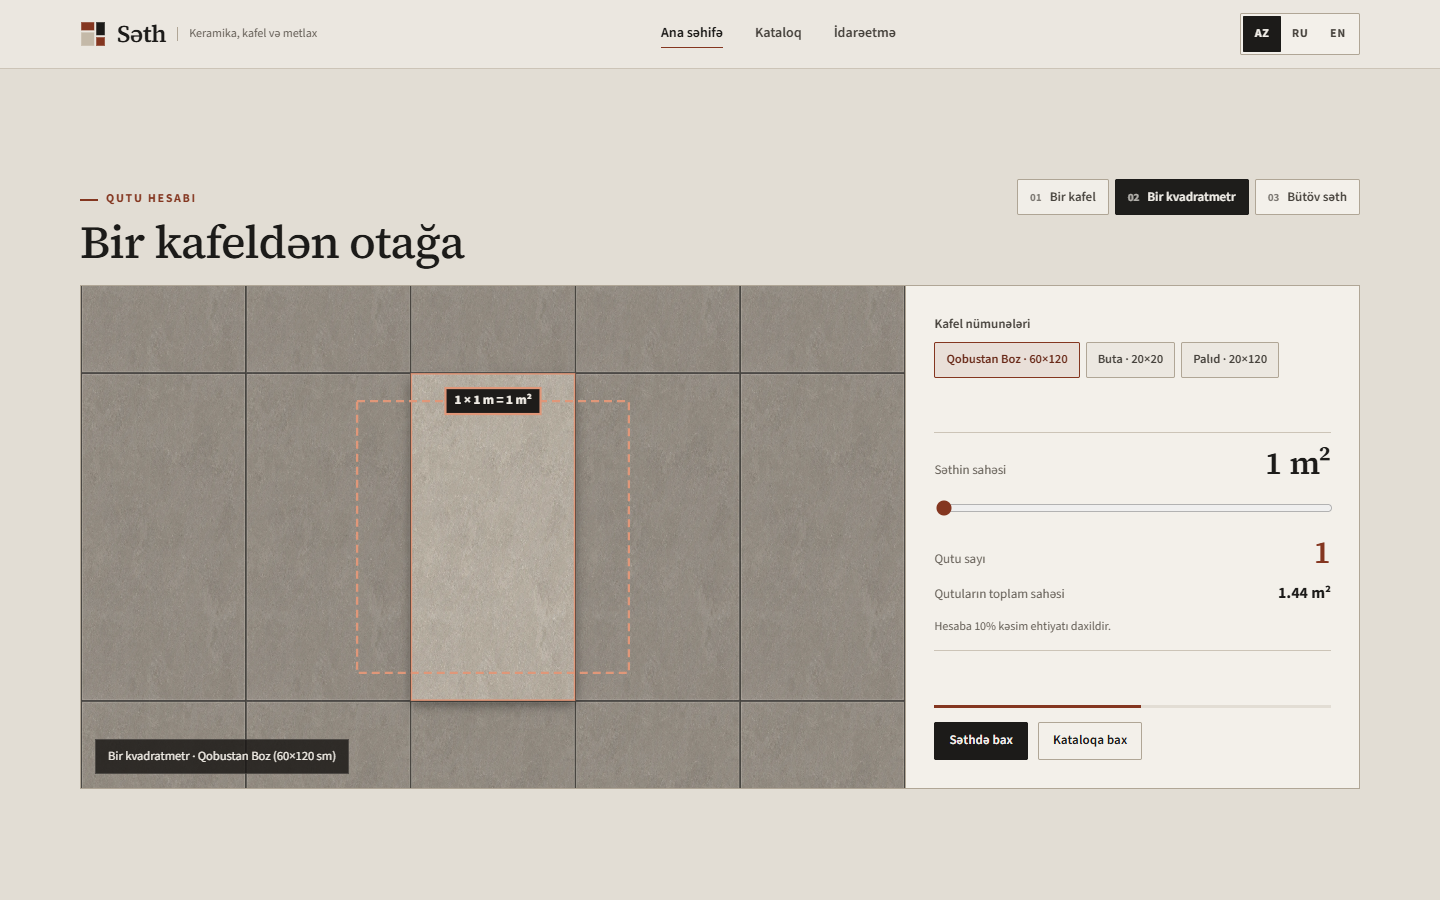 Səth
Keramika, kafel və metlax
Ana səhifə
Kataloq
İdarəetmə
AZ
RU
EN
QUTU HESABI
Bir kafeldən otağa
01 Bir kafel
02 Bir kvadratmetr
03 Bütöv səth
1 × 1 m = 1 m²
Bir kvadratmetr · Qobustan Boz (60×120 sm)
Kafel nümunələri
Qobustan Boz · 60×120
Buta · 20×20
Palıd · 20×120
Səthin sahəsi
1 m²
Qutu sayı
1
Qutuların toplam sahəsi
1.44 m²
Hesaba 10% kəsim ehtiyatı daxildir.
Səthdə bax
Kataloqa bax